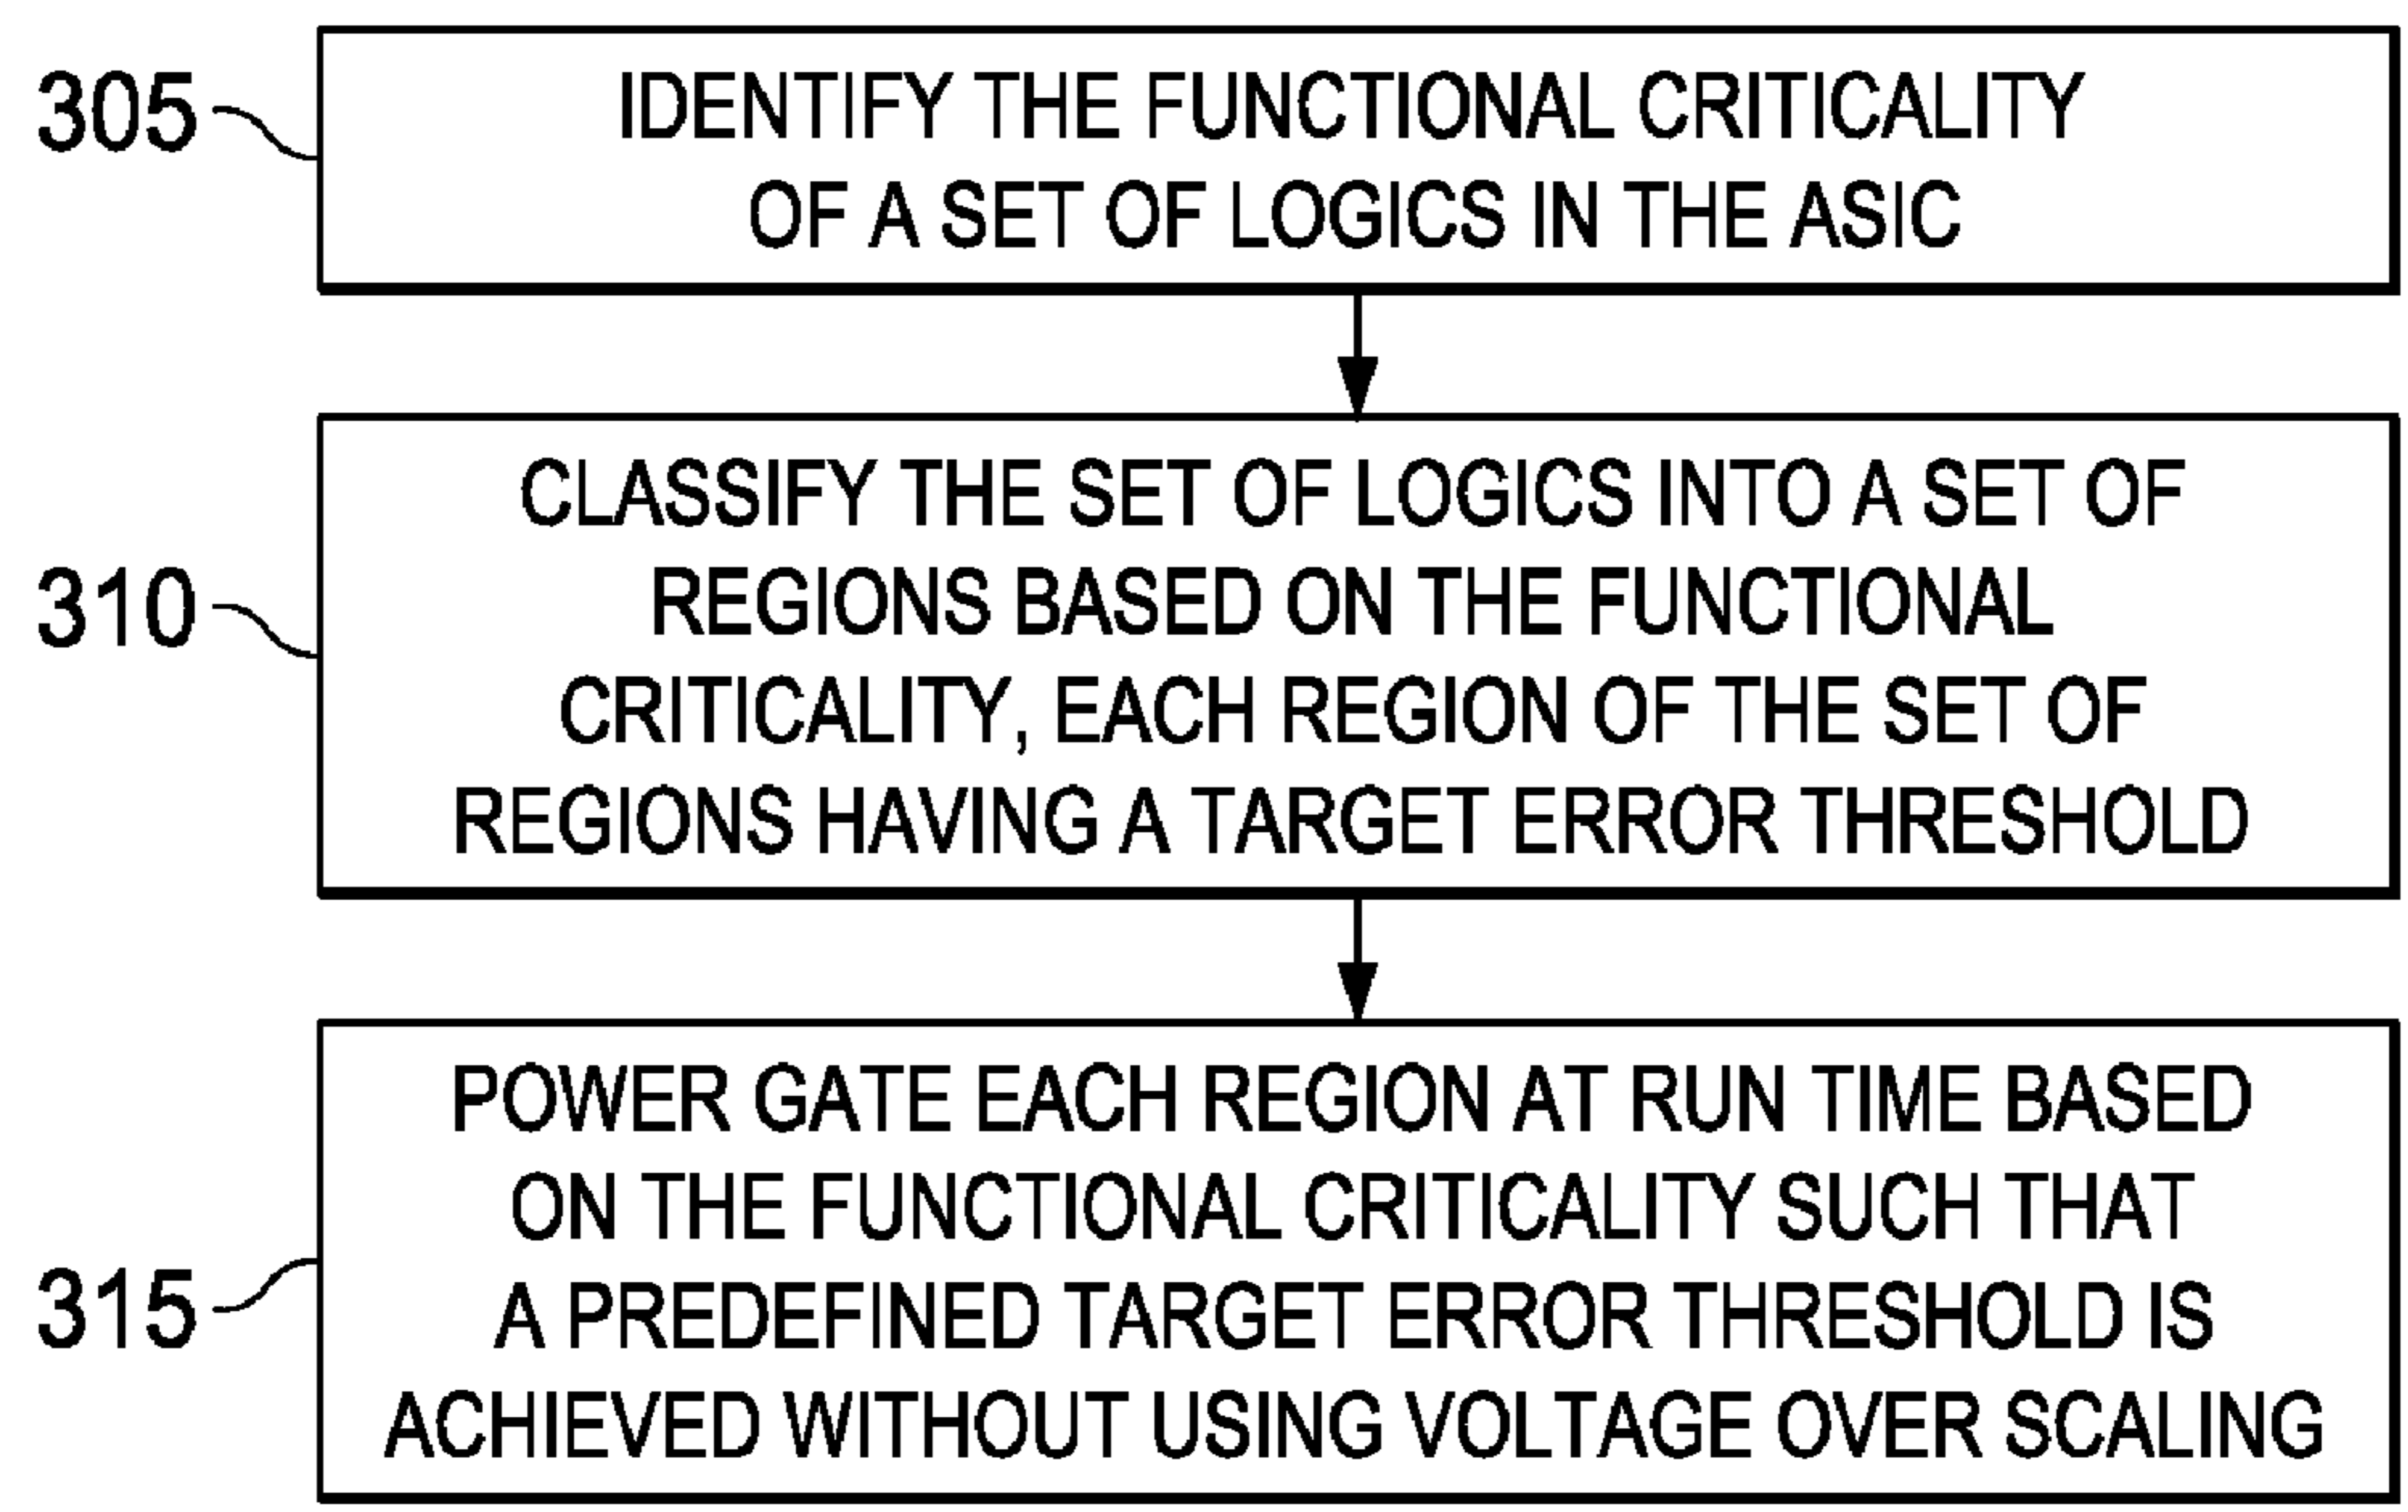 305
IDENTIFY THE FUNCTIONAL CRITICALITY
OF A SET OF LOGICS IN THE ASIC
310
CLASSIFY THE SET OF LOGICS INTO A SET OF
REGIONS BASED ON THE FUNCTIONAL
CRITICALITY, EACH REGION OF THE SET OF
REGIONS HAVING A TARGET ERROR THRESHOLD
315
POWER GATE EACH REGION AT RUN TIME BASED
ON THE FUNCTIONAL CRITICALITY SUCH THAT
A PREDEFINED TARGET ERROR THRESHOLD IS
ACHIEVED WITHOUT USING VOLTAGE OVER SCALING